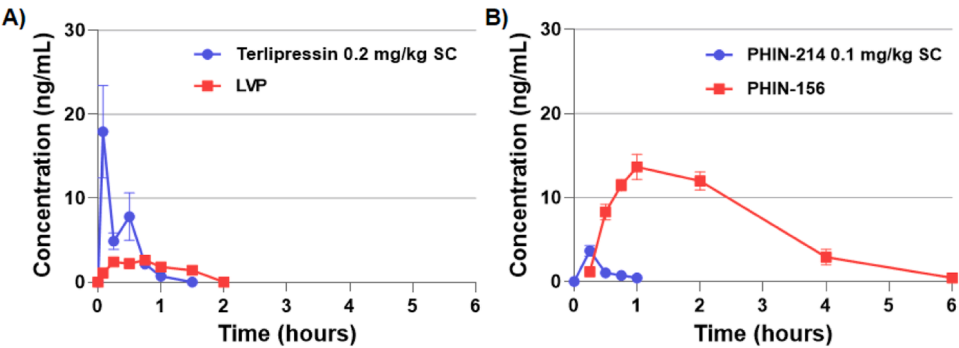 A)
Concentration (ng/mL)
30
20
10
0
Terlipressin 0.2 mg/kg SC
LVP
0 1 2 3 4 5 6
Time (hours)
B)
Concentration (ng/mL)
30
20
10
0
PHIN-214 0.1 mg/kg SC
PHIN-156
0 1 2 3 4 5 6
Time (hours)